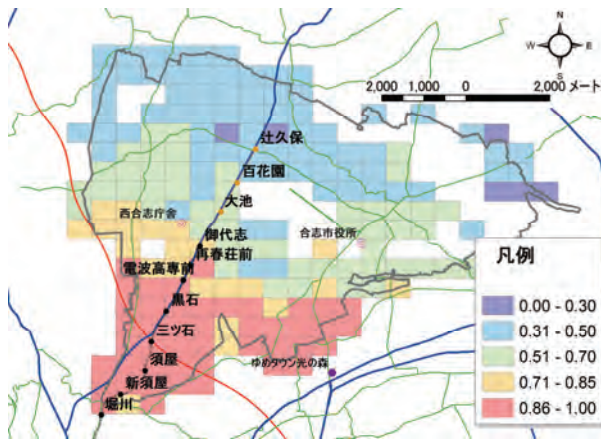 N
W E
S
2,000 1,000 0 2,000 メートル
辻久保
百花園
大池
西合志庁舎
御代志
合志市役所
再春荘前
電波高専前
黒石
三ツ石
須屋
ゆめタウン光の森
新須屋
堀川
凡例
0.00 - 0.30
0.31 - 0.50
0.51 - 0.70
0.71 - 0.85
0.86 - 1.00